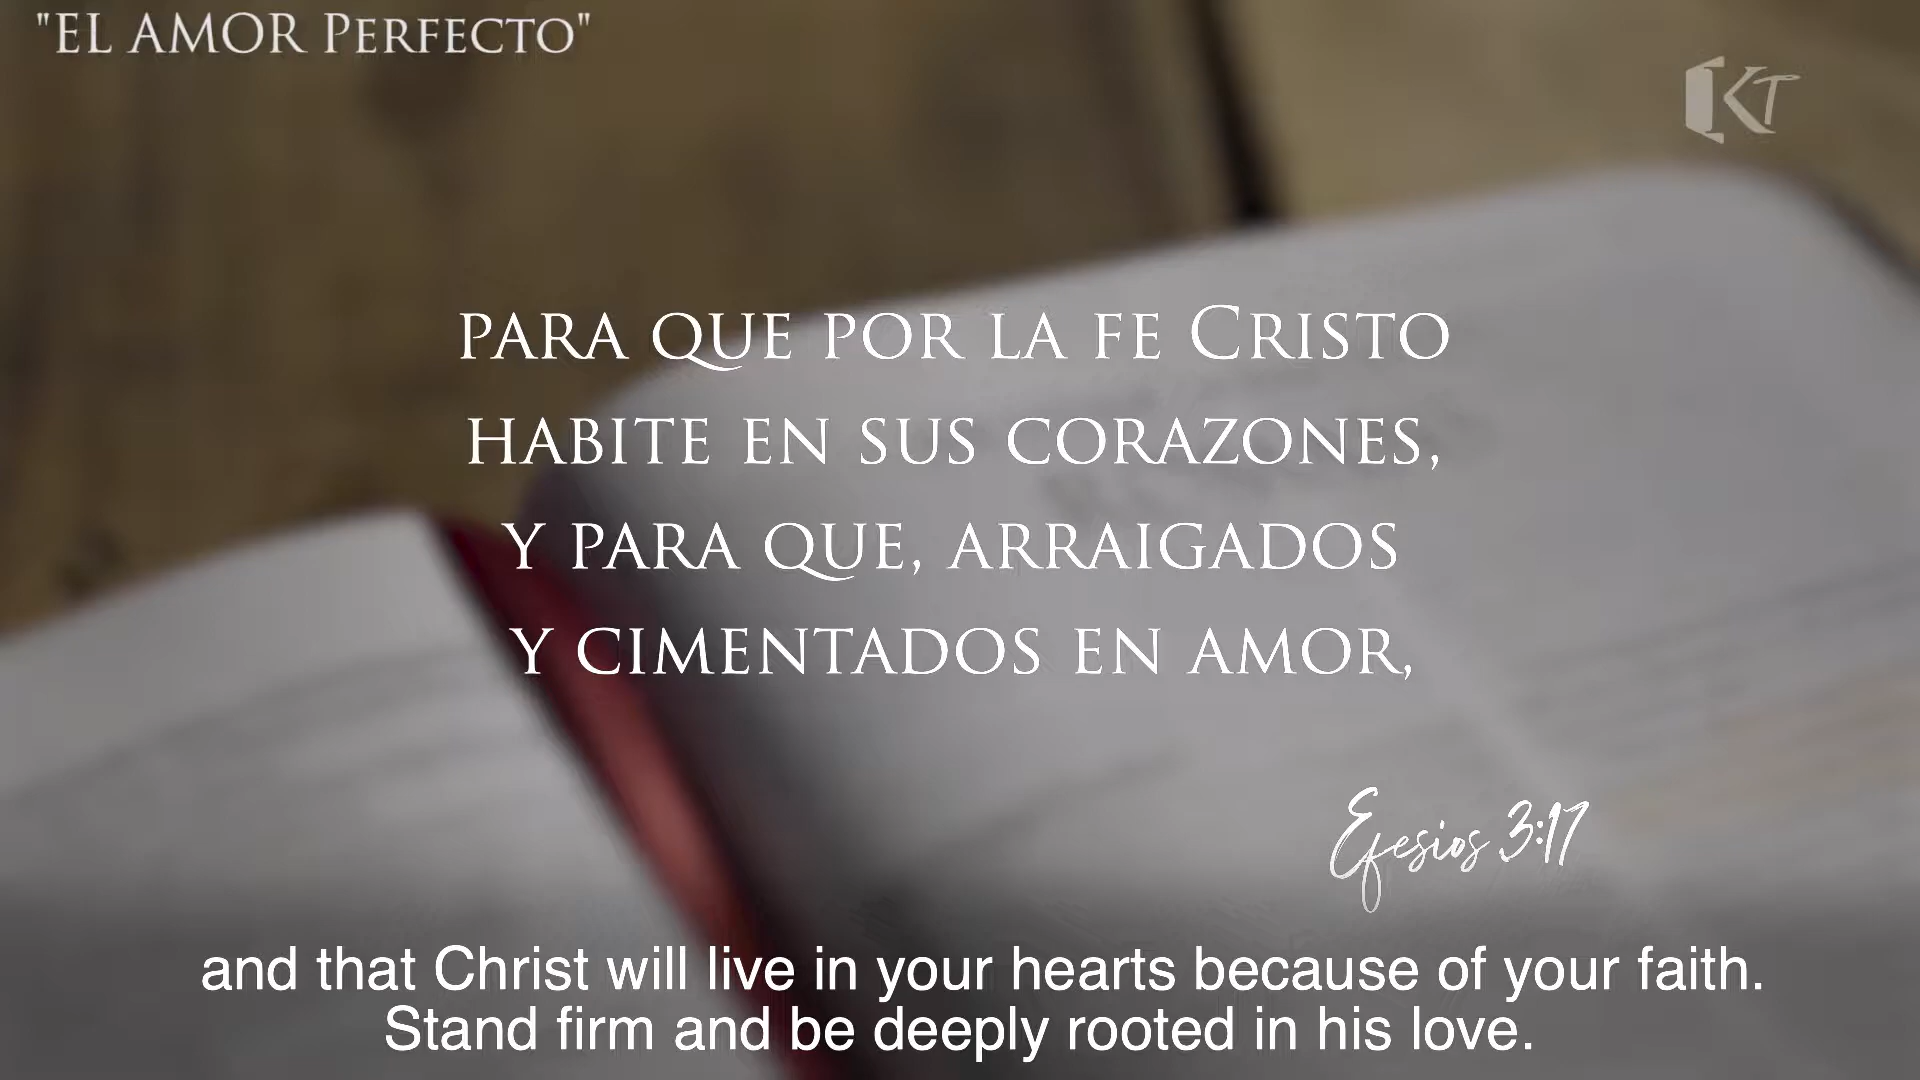 "EL AMOR PERFECTO"
KT
PARA QUE POR LA FE CRISTO
HABITE EN SUS CORAZONES,
Y PARA QUE, ARRAIGADOS
Y CIMENTADOS EN AMOR,
Efesios 3:17
and that Christ will live in your hearts because of your faith.
Stand firm and be deeply rooted in his love.